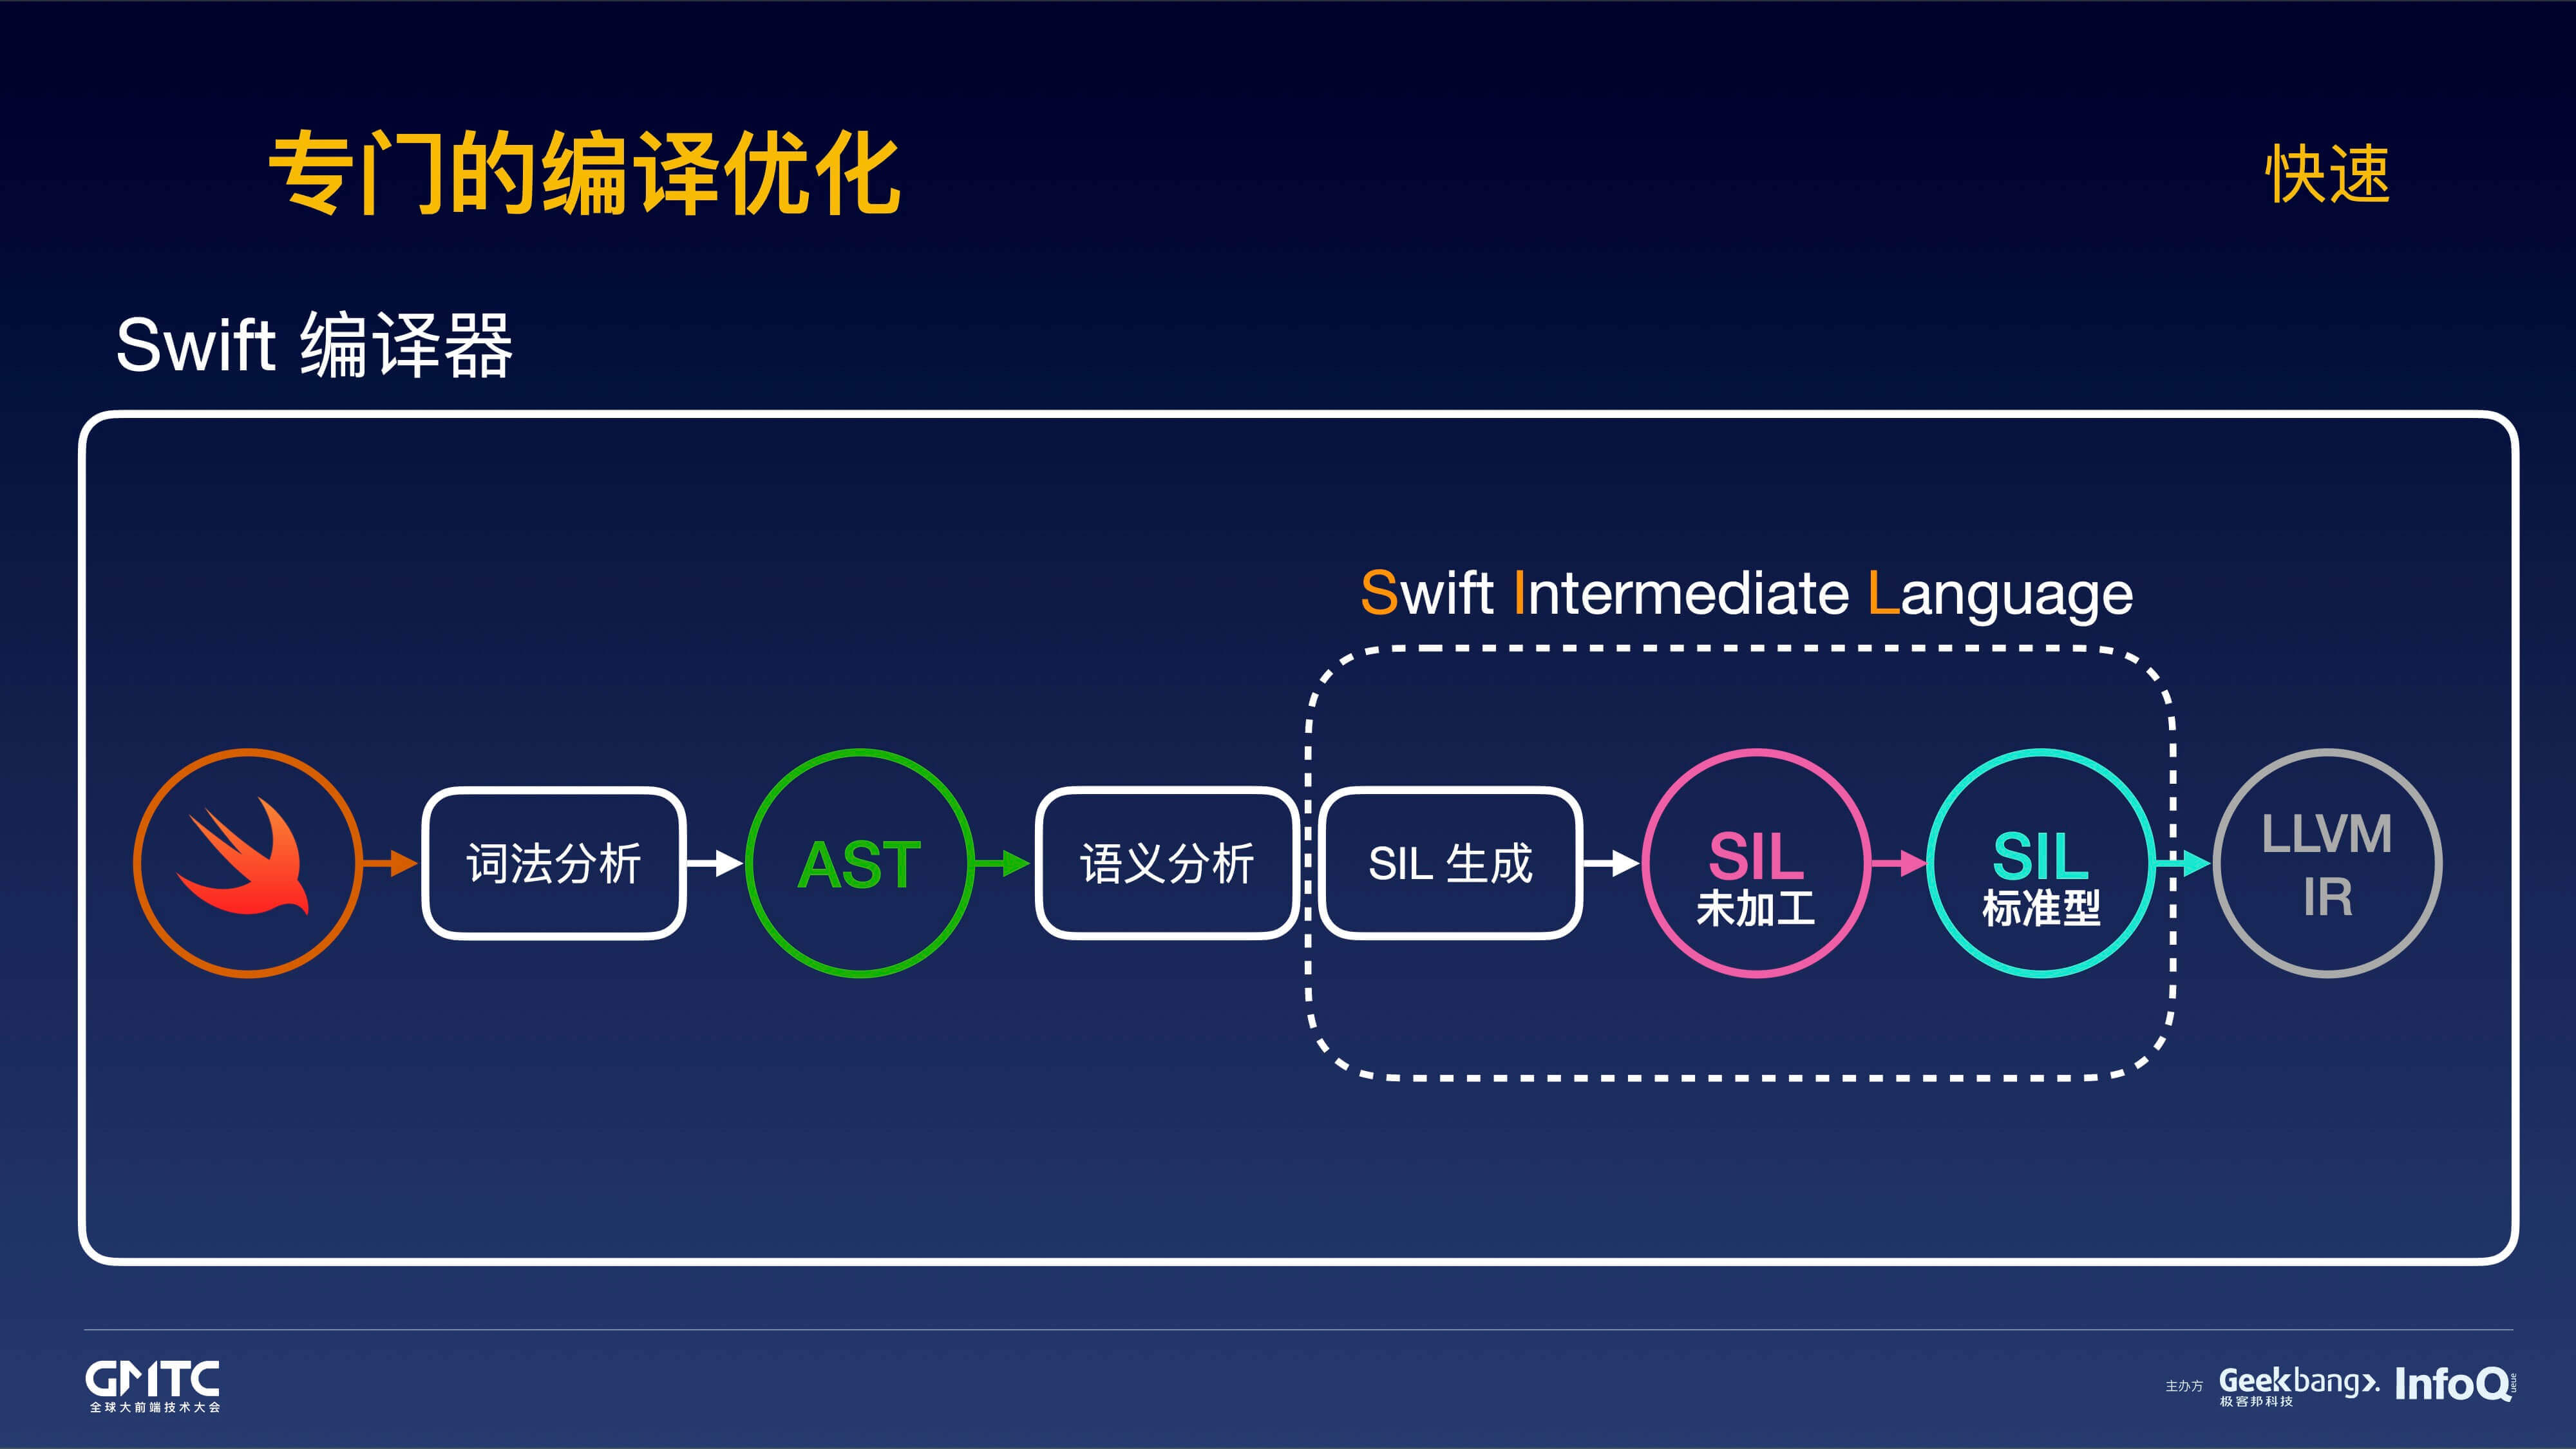 专门的编译优化
快速
Swift 编译器
Swift Intermediate Language
词法分析
AST
语义分析
SIL 生成
SIL
未加工
SIL
标准型
LLVM
IR
GMTC
全球大前端技术大会
主办方
Geekbang>.
极客邦科技
InfoQ
ueue